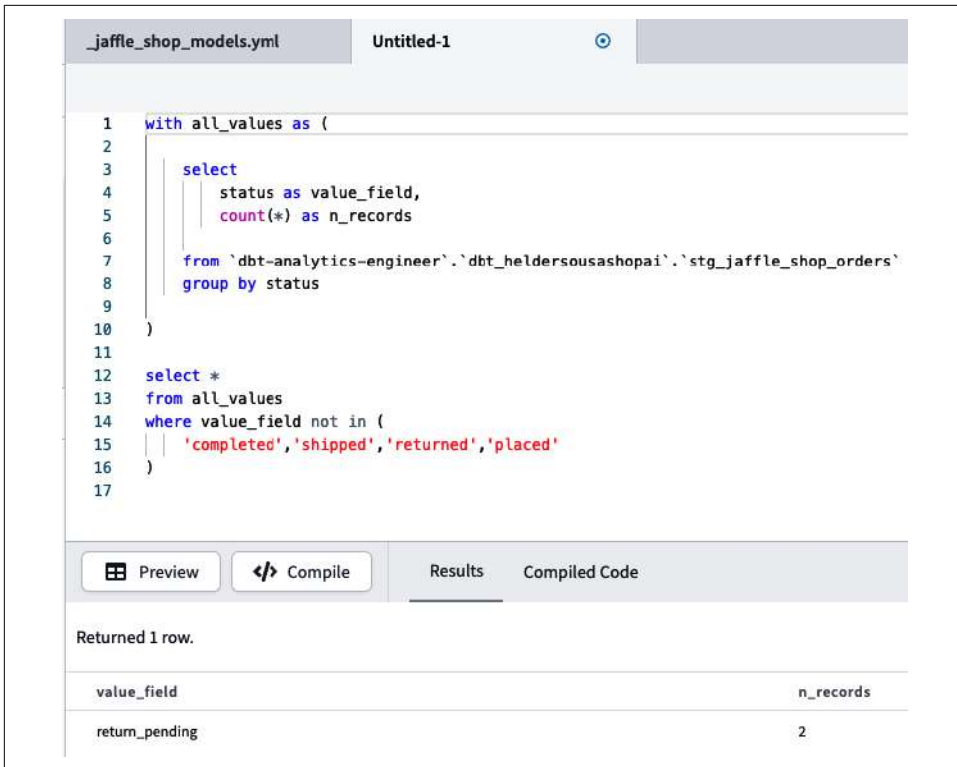 _jaffle_shop_models.yml Untitled-1
1 with all_values as (
2
3 select
4 status as value_field,
5 count(*) as n_records
6
7 from `dbt-analytics-engineer`.`dbt_heldersousashopai`.`stg_jaffle_shop_orders`
8 group by status
9
10 )
11
12 select *
13 from all_values
14 where value_field not in (
15 'completed','shipped','returned','placed'
16 )
17
Preview </> Compile Results Compiled Code
Returned 1 row.
value_field n_records
return_pending 2